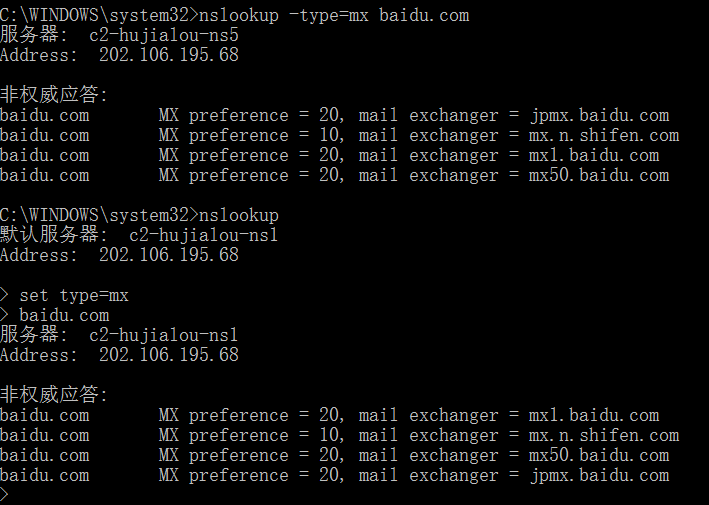 C:\WINDOWS\system32>nslookup -type=mx baidu.com
服务器:  c2-hujialou-ns5
Address:  202.106.195.68
非权威应答:
baidu.com       MX preference = 20, mail exchanger = jpmx.baidu.com
baidu.com       MX preference = 10, mail exchanger = mx.n.shifen.com
baidu.com       MX preference = 20, mail exchanger = mx1.baidu.com
baidu.com       MX preference = 20, mail exchanger = mx50.baidu.com
C:\WINDOWS\system32>nslookup
默认服务器:  c2-hujialou-ns1
Address:  202.106.195.68
> set type=mx
> baidu.com
服务器:  c2-hujialou-ns1
Address:  202.106.195.68
非权威应答:
baidu.com       MX preference = 20, mail exchanger = mx1.baidu.com
baidu.com       MX preference = 10, mail exchanger = mx.n.shifen.com
baidu.com       MX preference = 20, mail exchanger = mx50.baidu.com
baidu.com       MX preference = 20, mail exchanger = jpmx.baidu.com
>